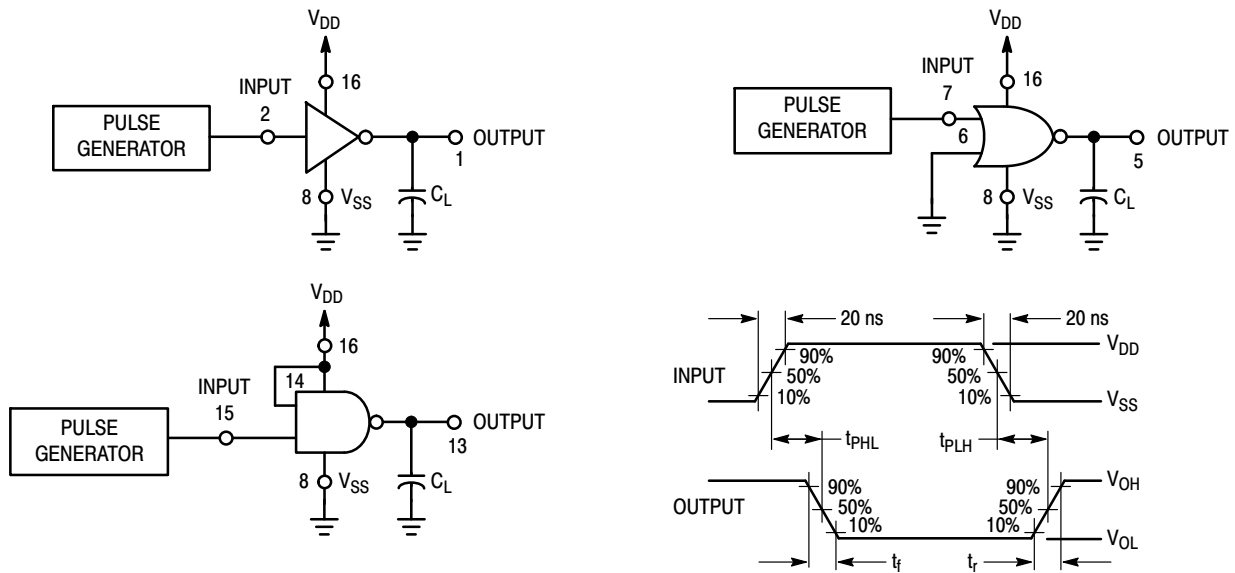 VDD
16
INPUT
2
PULSE
GENERATOR
OUTPUT
1
8
VSS
CL
VDD
16
INPUT
7
PULSE
GENERATOR
6
OUTPUT
5
8
VSS
CL
VDD
16
14
INPUT
15
PULSE
GENERATOR
OUTPUT
13
8
VSS
CL
20 ns
20 ns
INPUT
90%
50%
10%
90%
50%
10%
VDD
VSS
tPHL
tPLH
OUTPUT
90%
50%
10%
90%
50%
10%
VOH
VOL
tf
tr